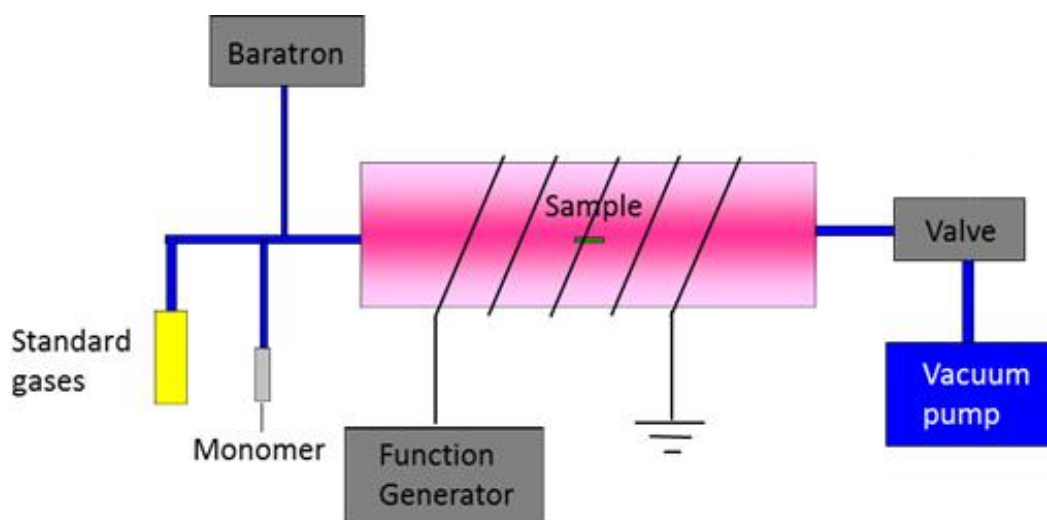 Baratron
Sample
Valve
Standard
gases
Monomer
Function
Generator
Vacuum
pump